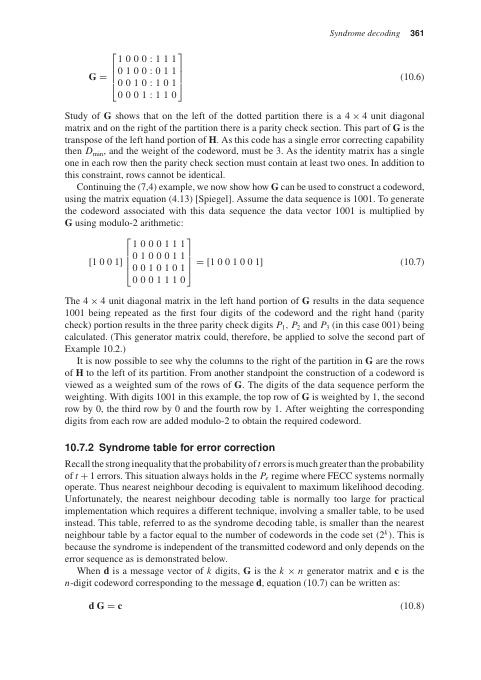 Syndrome decoding 361
G = [1 0 0 0 : 1 1 1
0 1 0 0 : 0 1 1
0 0 1 0 : 1 0 1
0 0 0 1 : 1 1 0] (10.6)
Study of G shows that on the left of the dotted partition there is a 4 × 4 unit diagonal
matrix and on the right of the partition there is a parity check section. This part of G is the
transpose of the left hand portion of H. As this code has a single error correcting capability
then Dmin, and the weight of the codeword, must be 3. As the identity matrix has a single
one in each row then the parity check section must contain at least two ones. In addition to
this constraint, rows cannot be identical.
Continuing the (7,4) example, we now show how G can be used to construct a codeword,
using the matrix equation (4.13) [Spiegel]. Assume the data sequence is 1001. To generate
the codeword associated with this data sequence the data vector 1001 is multiplied by
G using modulo-2 arithmetic:
[1 0 0 1] [1 0 0 0 1 1 1
0 1 0 0 0 1 1
0 0 1 0 1 0 1
0 0 0 1 1 1 0] = [1 0 0 1 0 0 1] (10.7)
The 4 × 4 unit diagonal matrix in the left hand portion of G results in the data sequence
1001 being repeated as the first four digits of the codeword and the right hand (parity
check) portion results in the three parity check digits P1, P2 and P3 (in this case 001) being
calculated. (This generator matrix could, therefore, be applied to solve the second part of
Example 10.2.)
It is now possible to see why the columns to the right of the partition in G are the rows
of H to the left of its partition. From another standpoint the construction of a codeword is
viewed as a weighted sum of the rows of G. The digits of the data sequence perform the
weighting. With digits 1001 in this example, the top row of G is weighted by 1, the second
row by 0, the third row by 0 and the fourth row by 1. After weighting the corresponding
digits from each row are added modulo-2 to obtain the required codeword.
10.7.2 Syndrome table for error correction
Recall the strong inequality that the probability of t errors is much greater than the probability
of t + 1 errors. This situation always holds in the Pe regime where FECC systems normally
operate. Thus nearest neighbour decoding is equivalent to maximum likelihood decoding.
Unfortunately, the nearest neighbour decoding table is normally too large for practical
implementation which requires a different technique, involving a smaller table, to be used
instead. This table, referred to as the syndrome decoding table, is smaller than the nearest
neighbour table by a factor equal to the number of codewords in the code set (2^k). This is
because the syndrome is independent of the transmitted codeword and only depends on the
error sequence as is demonstrated below.
When d is a message vector of k digits, G is the k × n generator matrix and c is the
n-digit codeword corresponding to the message d, equation (10.7) can be written as:
d G = c (10.8)